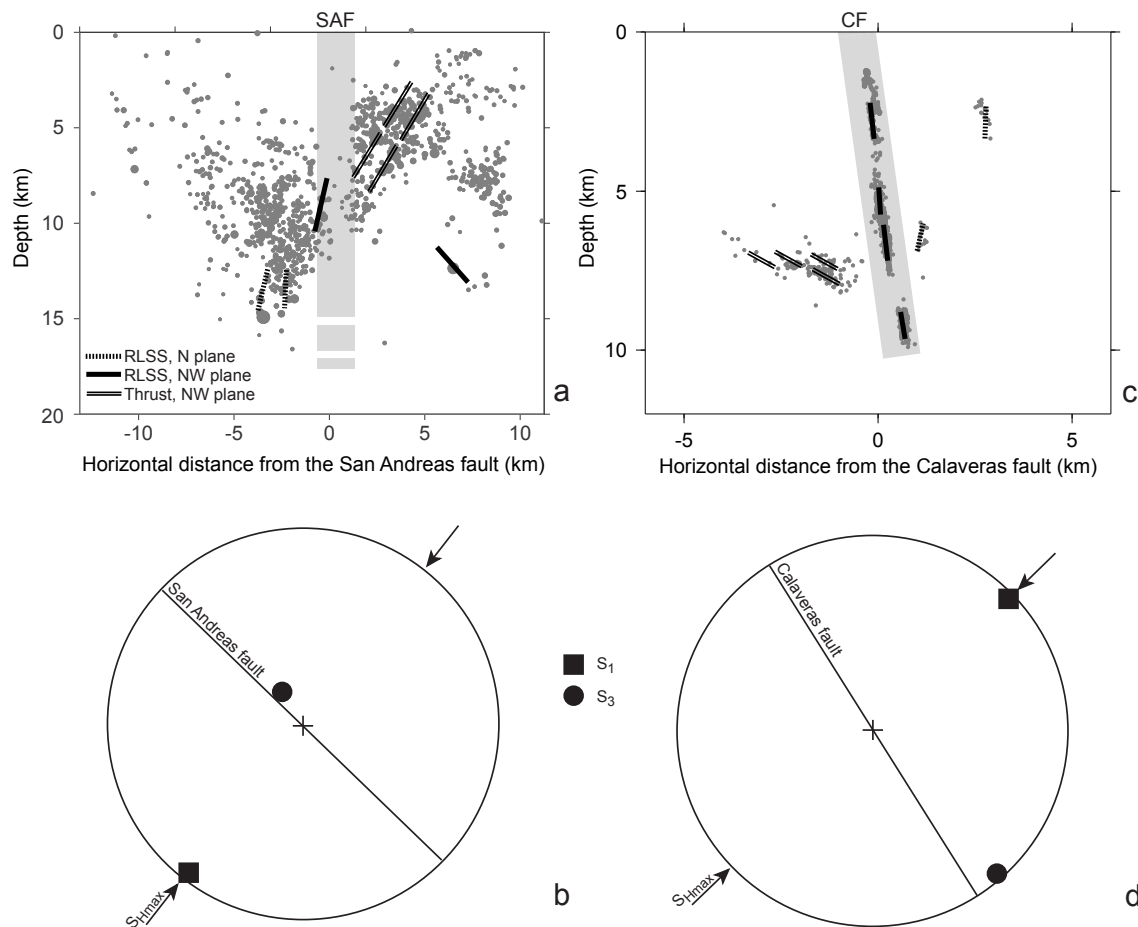 SAF
0
5
10
15
20
Depth (km)
RLSS, N plane
RLSS, NW plane
Thrust, NW plane
a
-10
-5
0
5
10
Horizontal distance from the San Andreas fault (km)
CF
0
5
10
Depth (km)
c
-5
0
5
Horizontal distance from the Calaveras fault (km)
San Andreas fault
SHmax
b
S1
S3
Calaveras fault
SHmax
d